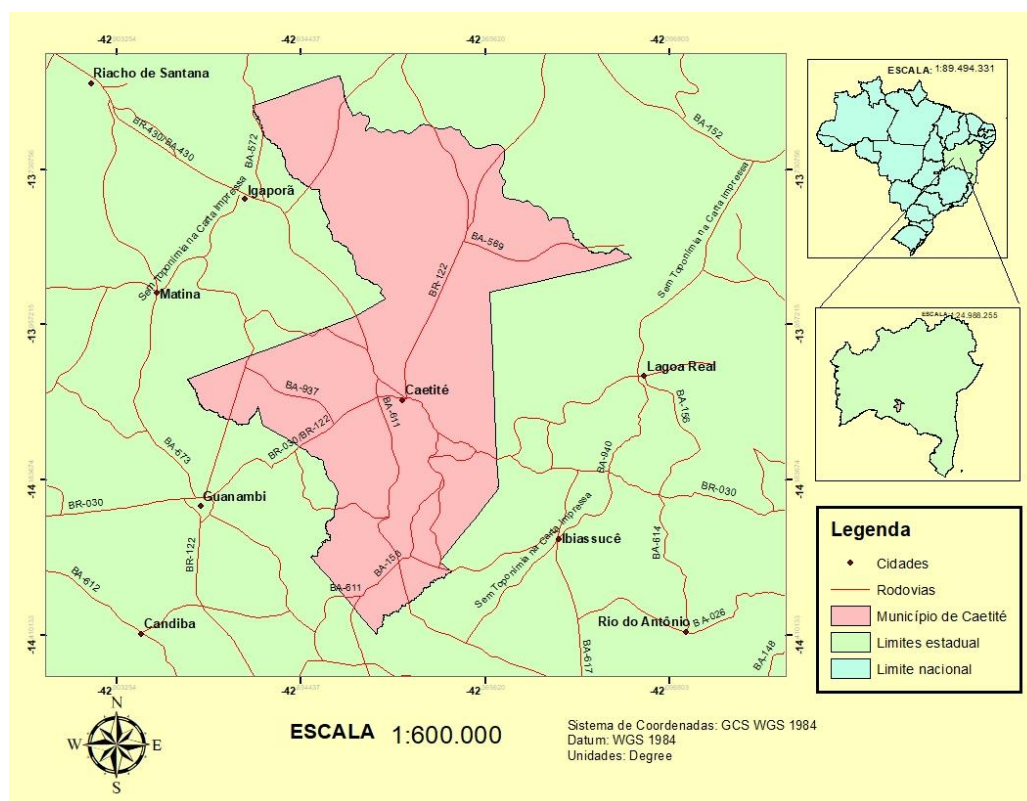 -42
-42
-42
-42
ESCALA: 1:89.494.331
Riacho de Santana
BR-430/BA-430
BA-572
BA-152
Igaporã
Sem Toponímia na Carta Impressa
Sem Toponímia na Carta Impressa
-13
-13
BA-569
BR-122
Matina
-13
-13
ESCALA: 1:24.988.255
Lagoa Real
BA-937
Caetité
BA-611
BA-156
BR-030/BR-122
BA-573
BA-940
-14
-14
Guanambi
BR-030
BR-030
Sem Toponímia na Carta Impressa
Ibiassucê
BA-614
BR-122
BA-156
BA-611
BA-612
Candiba
Rio do Antônio
BA-026
BA-617
BA-148
-14
-14
Legenda
Cidades
Rodovias
Município de Caetité
Limites estadual
Limite nacional
-42
-42
-42
-42
N
W E
S
ESCALA 1:600.000
Sistema de Coordenadas: GCS WGS 1984
Datum: WGS 1984
Unidades: Degree